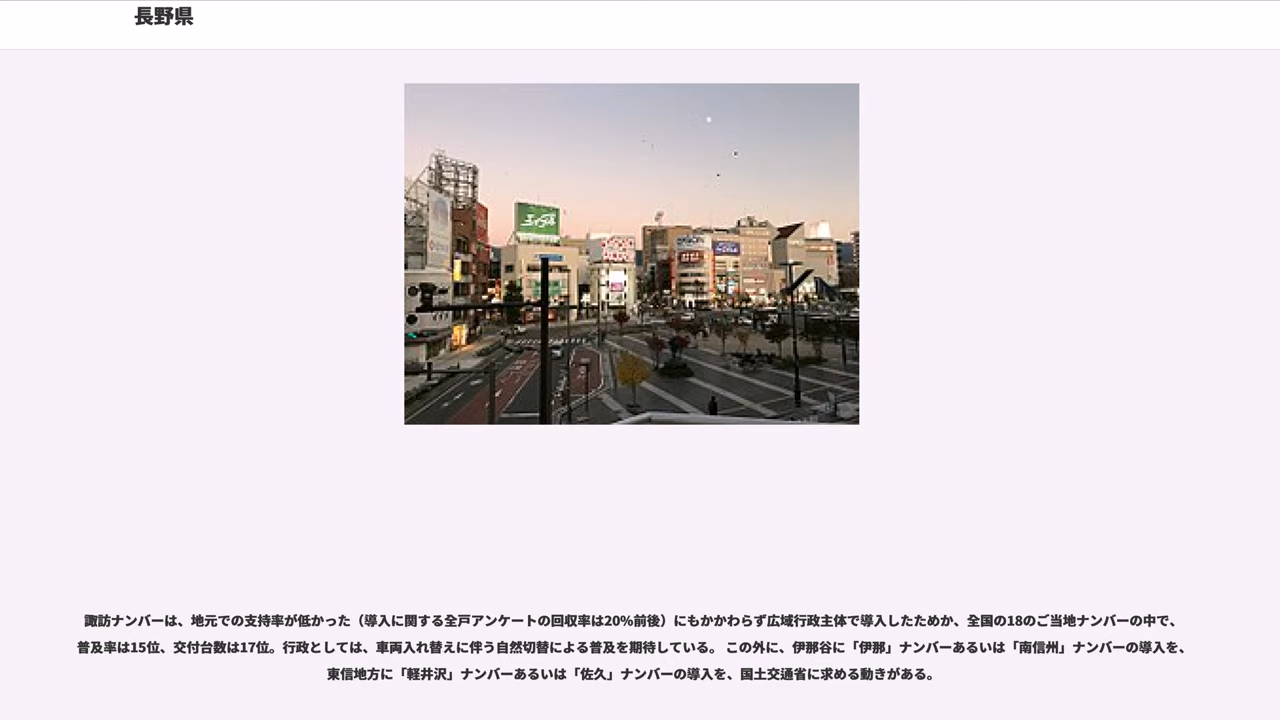 長野県
諏訪ナンバーは、地元での支持率が低かった（導入に関する全戸アンケートの回収率は20%前後）にもかかわらず広域行政主体で導入したためか、全国の18のご当地ナンバーの中で、
普及率は15位、交付台数は17位。行政としては、車両入れ替えに伴う自然切替による普及を期待している。 この外に、伊那谷に「伊那」ナンバーあるいは「南信州」ナンバーの導入を、
東信地方に「軽井沢」ナンバーあるいは「佐久」ナンバーの導入を、国土交通省に求める動きがある。